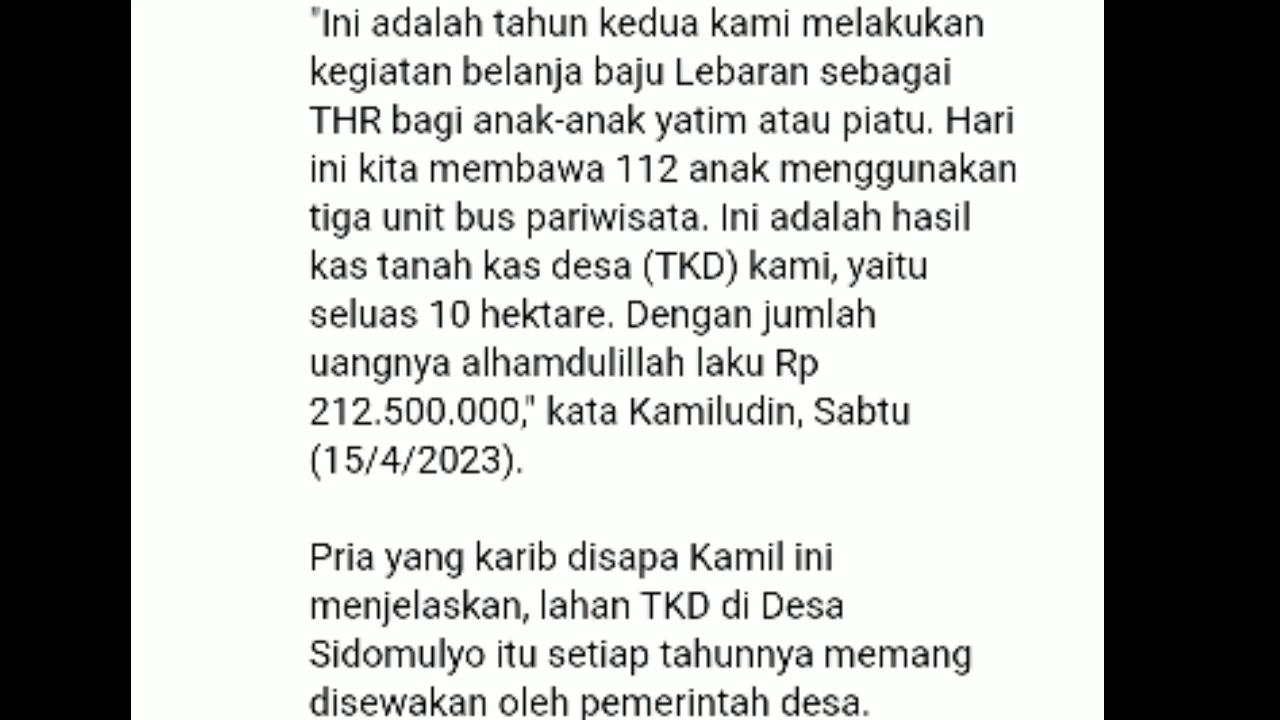 "Ini adalah tahun kedua kami melakukan
kegiatan belanja baju Lebaran sebagai
THR bagi anak-anak yatim atau piatu. Hari
ini kita membawa 112 anak menggunakan
tiga unit bus pariwisata. Ini adalah hasil
kas tanah kas desa (TKD) kami, yaitu
seluas 10 hektare. Dengan jumlah
uangnya alhamdulillah laku Rp
212.500.000," kata Kamiludin, Sabtu
(15/4/2023).
Pria yang karib disapa Kamil ini
menjelaskan, lahan TKD di Desa
Sidomulyo itu setiap tahunnya memang
disewakan oleh pemerintah desa.